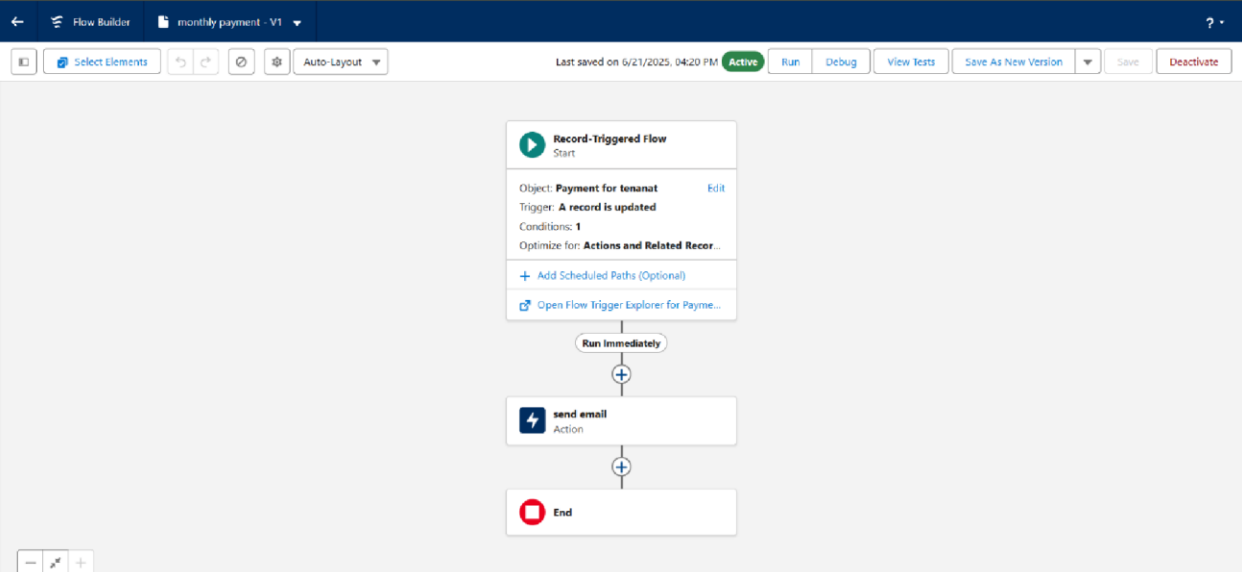 Flow Builder
monthly payment - V1
?
Select Elements
Auto-Layout
Last saved on 6/21/2025, 04:20 PM
Active
Run
Debug
View Tests
Save As New Version
Save
Deactivate
Record-Triggered Flow
Start
Object: Payment for tenanat
Edit
Trigger: A record is updated
Conditions: 1
Optimize for: Actions and Related Recor...
Add Scheduled Paths (Optional)
Open Flow Trigger Explorer for Payme...
Run Immediately
send email
Action
End